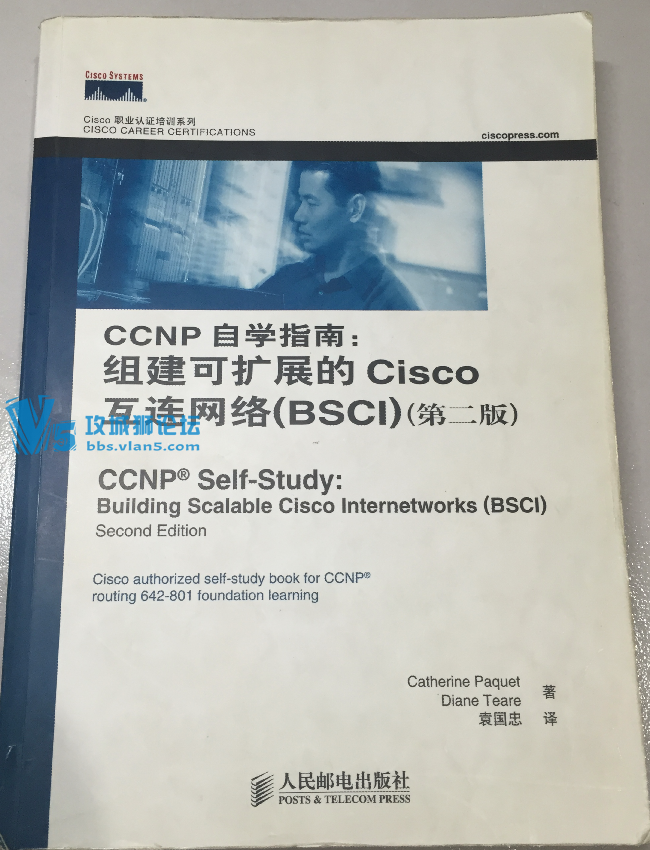 CISCO SYSTEMS
Cisco 职业认证培训系列
CISCO CAREER CERTIFICATIONS
ciscopress.com
CCNP 自学指南：
组建可扩展的 Cisco
互连网络(BSCI)(第二版)
V5 攻城狮论坛
bbs.vlan5.com
CCNP® Self-Study:
Building Scalable Cisco Internetworks (BSCI)
Second Edition
Cisco authorized self-study book for CCNP®
routing 642-801 foundation learning
Catherine Paquet
Diane Teare 著
袁国忠 译
人民邮电出版社
POSTS & TELECOM PRESS